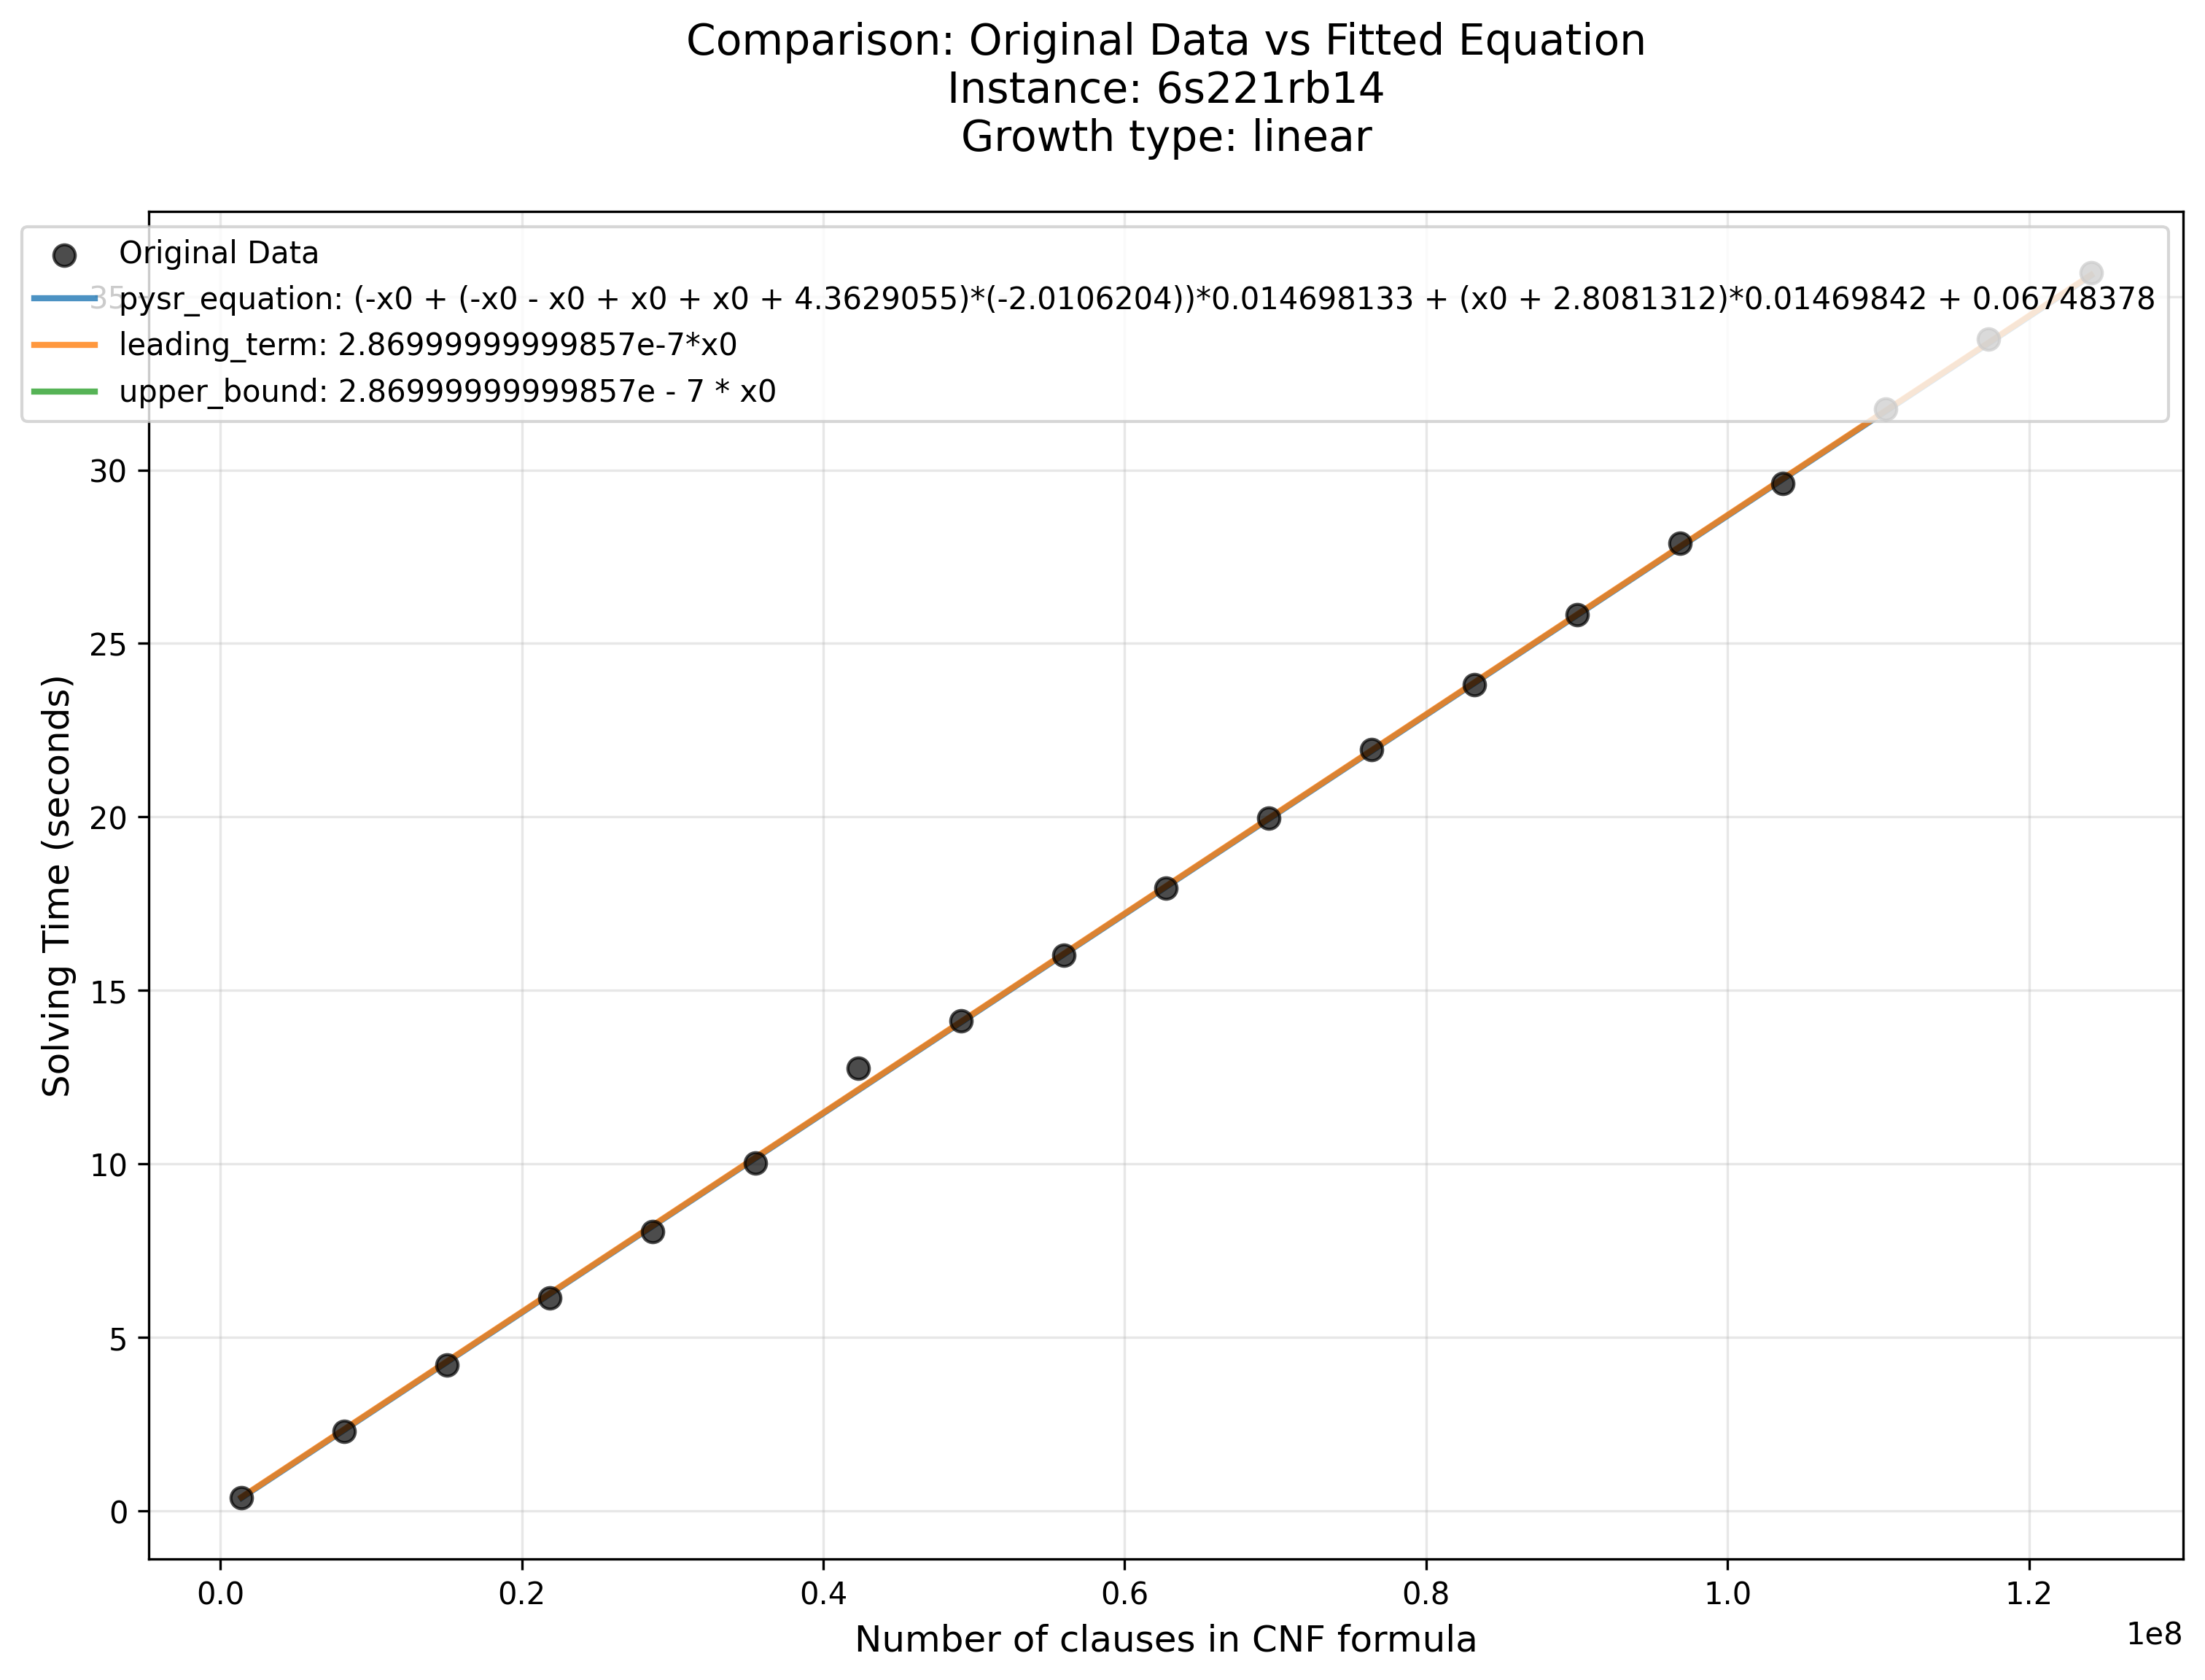 Comparison: Original Data vs Fitted Equation
Instance: 6s221rb14
Growth type: linear
Original Data
pysr_equation: (-x0 + (-x0 - x0 + x0 + x0 + 4.3629055)*(-2.0106204))*0.014698133 + (x0 + 2.8081312)*0.01469842 + 0.06748378
leading_term: 2.86999999999857e-7*x0
upper_bound: 2.86999999999857e - 7 * x0
35
30
25
20
15
10
5
0
Solving Time (seconds)
0.0 0.2 0.4 0.6 0.8 1.0 1.2
1e8
Number of clauses in CNF formula